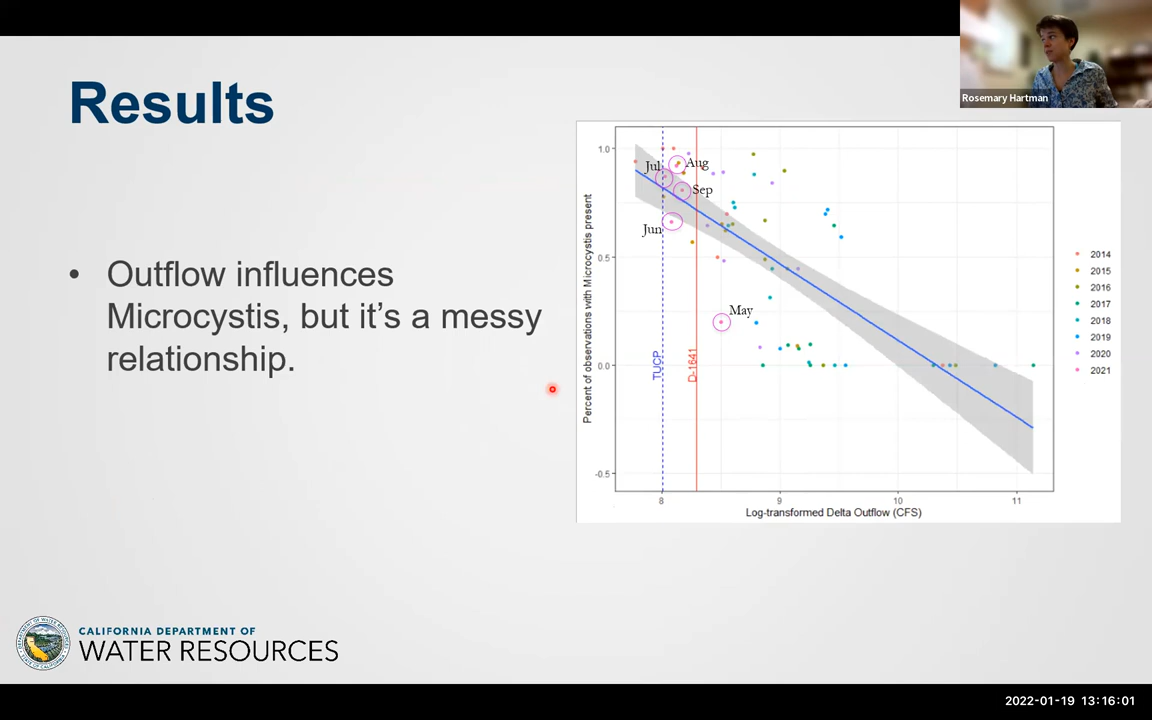 Rosemary Hartman
Results
• Outflow influences
Microcystis, but it's a messy
relationship.
Percent of observations with Microcystis present
1.0
0.5
0.0
-0.5
Jul
Aug
Sep
Jun
May
TUCP
D-1641
8
9
10
11
Log-transformed Delta Outflow (CFS)
2014
2015
2016
2017
2018
2019
2020
2021
CALIFORNIA DEPARTMENT OF
WATER RESOURCES
2022-01-19 13:16:01